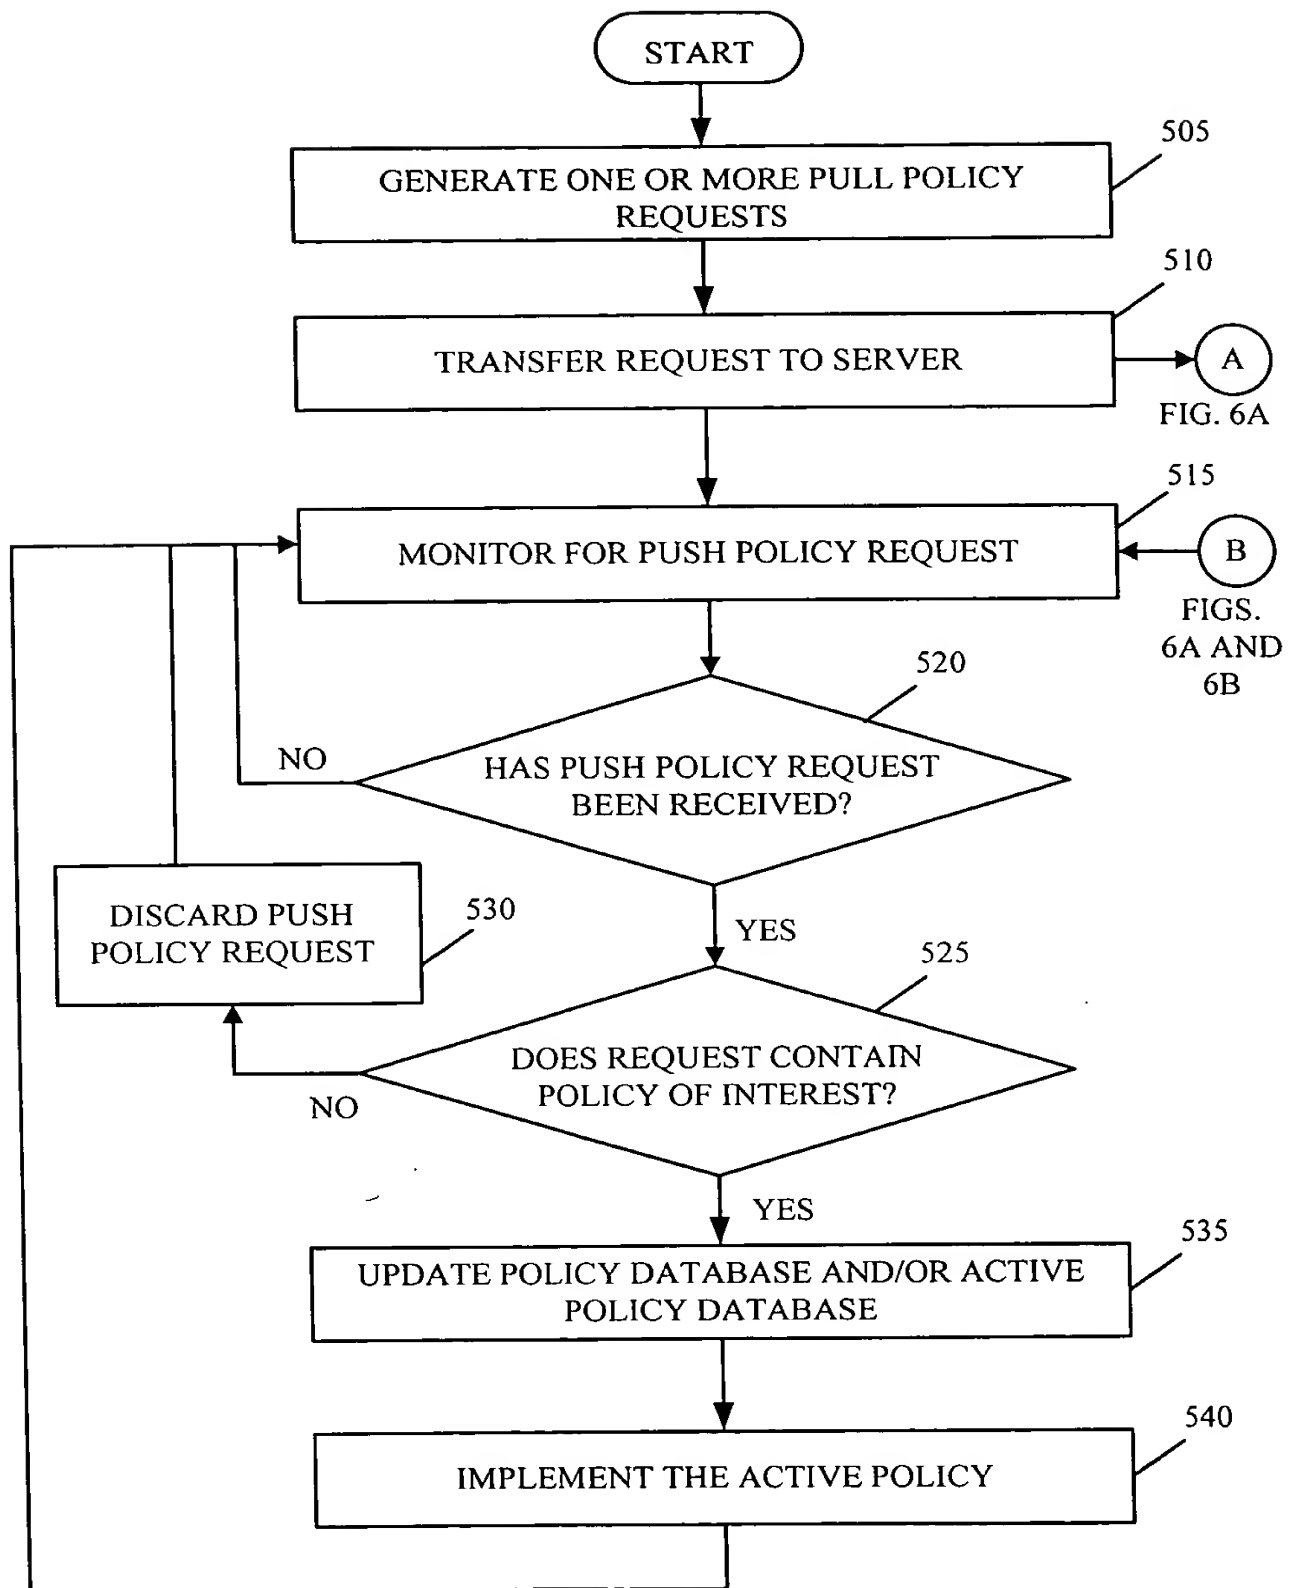 START
505
GENERATE ONE OR MORE PULL POLICY
REQUESTS
510
TRANSFER REQUEST TO SERVER
A
FIG. 6A
515
MONITOR FOR PUSH POLICY REQUEST
B
FIGS.
6A AND
6B
520
NO
HAS PUSH POLICY REQUEST
BEEN RECEIVED?
DISCARD PUSH
POLICY REQUEST
530
YES
525
DOES REQUEST CONTAIN
POLICY OF INTEREST?
NO
YES
535
UPDATE POLICY DATABASE AND/OR ACTIVE
POLICY DATABASE
540
IMPLEMENT THE ACTIVE POLICY